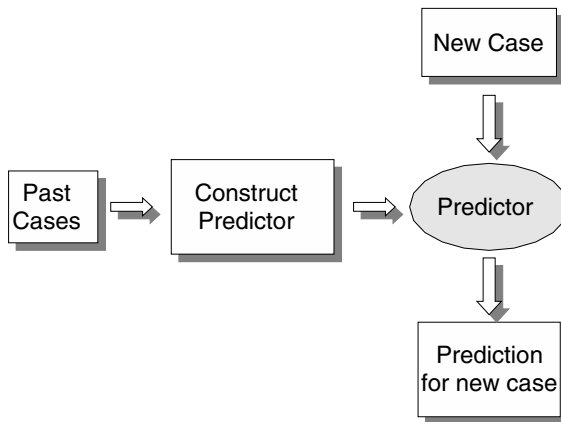 New Case
Past
Cases
Construct
Predictor
Predictor
Prediction
for new case